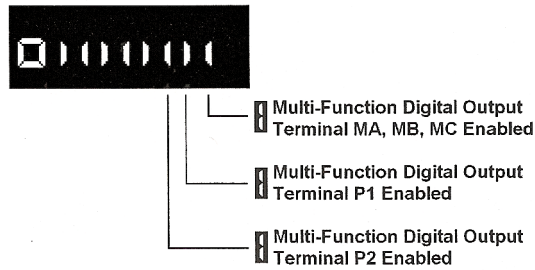 Multi-Function Digital Output
Terminal MA, MB, MC Enabled
Multi-Function Digital Output
Terminal P1 Enabled
Multi-Function Digital Output
Terminal P2 Enabled